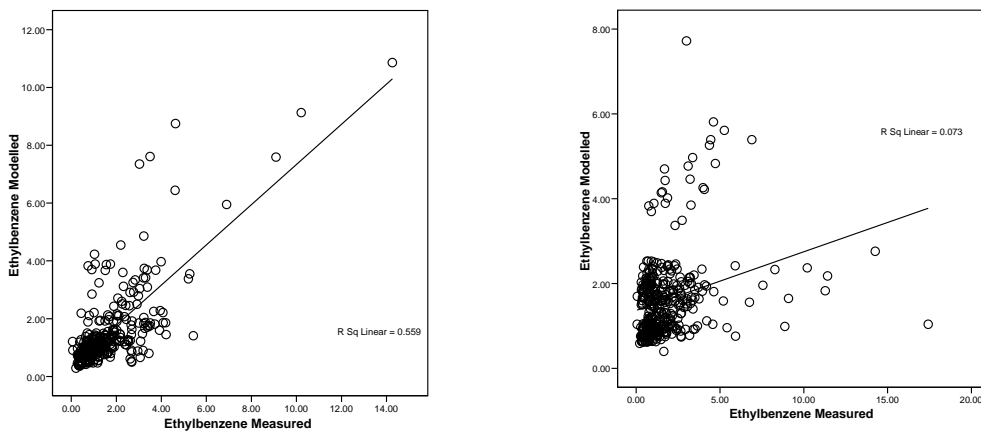 12.00
10.00
8.00
6.00
4.00
2.00
0.00
Ethylbenzene Modelled
R Sq Linear = 0.559
0.00 2.00 4.00 6.00 8.00 10.00 12.00 14.00
Ethylbenzene Measured
8.00
6.00
4.00
2.00
0.00
Ethylbenzene Modelled
R Sq Linear = 0.073
0.00 5.00 10.00 15.00 20.00
Ethylbenzene Measured